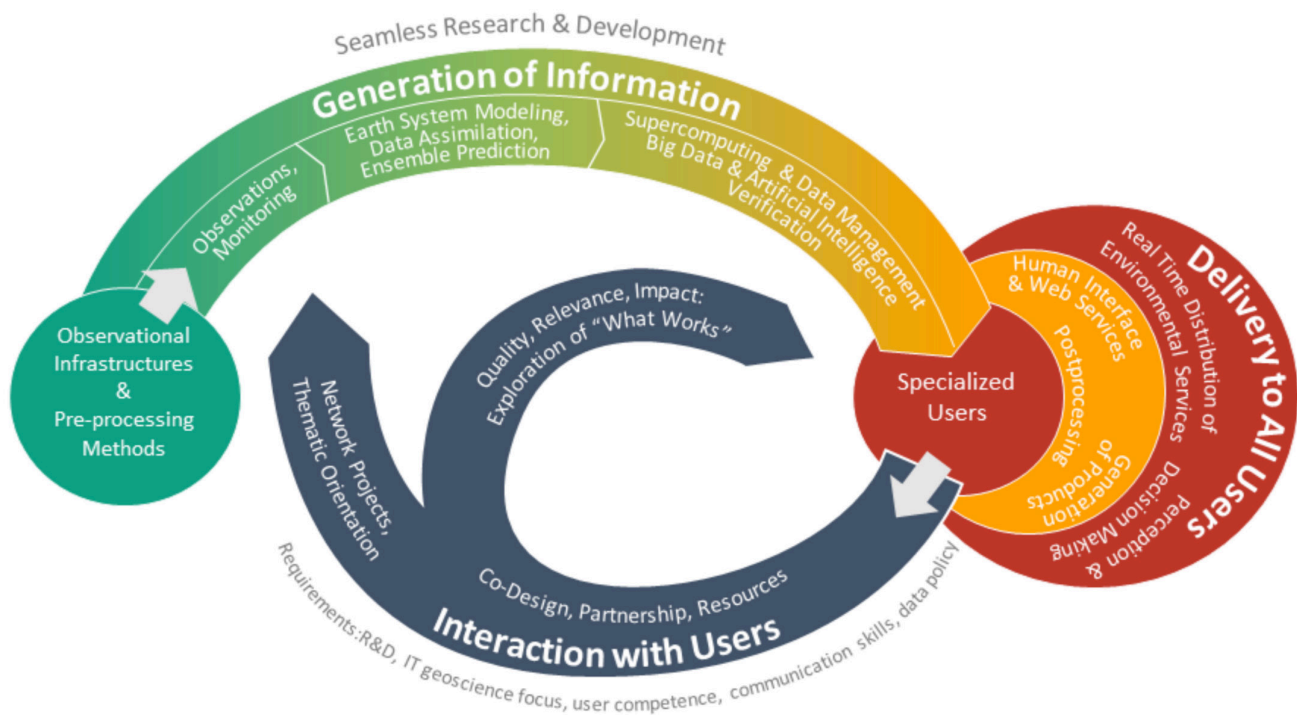 Seamless Research & Development
Generation of Information
Observations,
Monitoring
Earth System Modeling,
Data Assimilation,
Ensemble Prediction
Supercomputing & Data Management
Big Data & Artificial Intelligence
Verification
Observational
Infrastructures
&
Pre-processing
Methods
Quality, Relevance, Impact:
Exploration of “What Works”
Network Projects,
Thematic Orientation
Co-Design, Partnership, Resources
Interaction with Users
Requirements:R&D, IT geoscience focus, user competence, communication skills, data policy
Specialized
Users
Human Interface
& Web Services
Postprocessing
Generation
of Products
Real Time Distribution of
Environmental Services
Perception &
Decision Making
Delivery to All Users